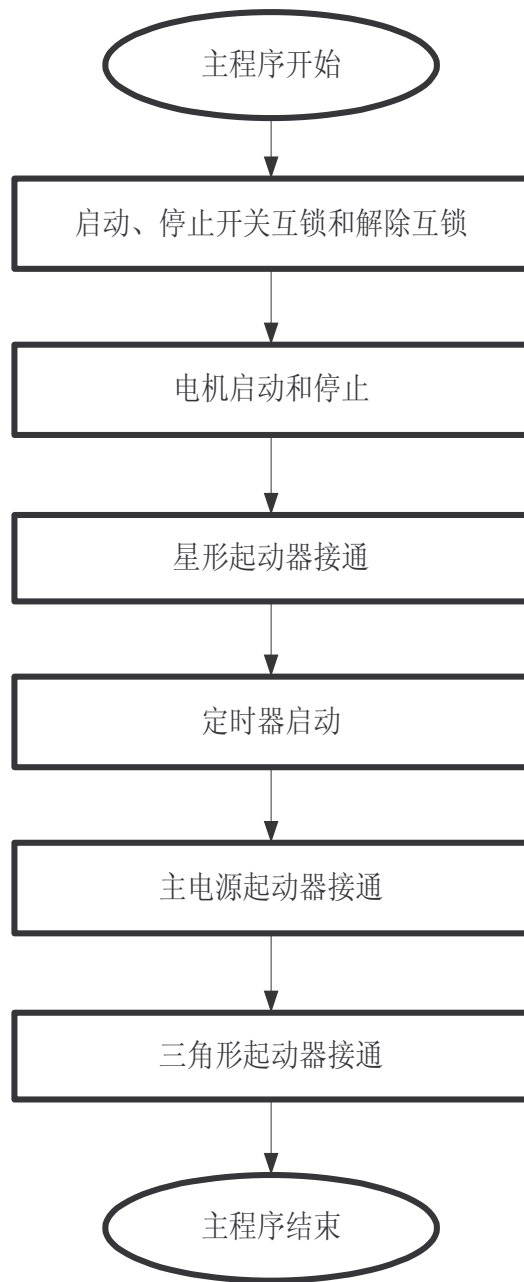 主程序开始
启动、停止开关互锁和解除互锁
电机启动和停止
星形起动器接通
定时器启动
主电源起动器接通
三角形起动器接通
主程序结束